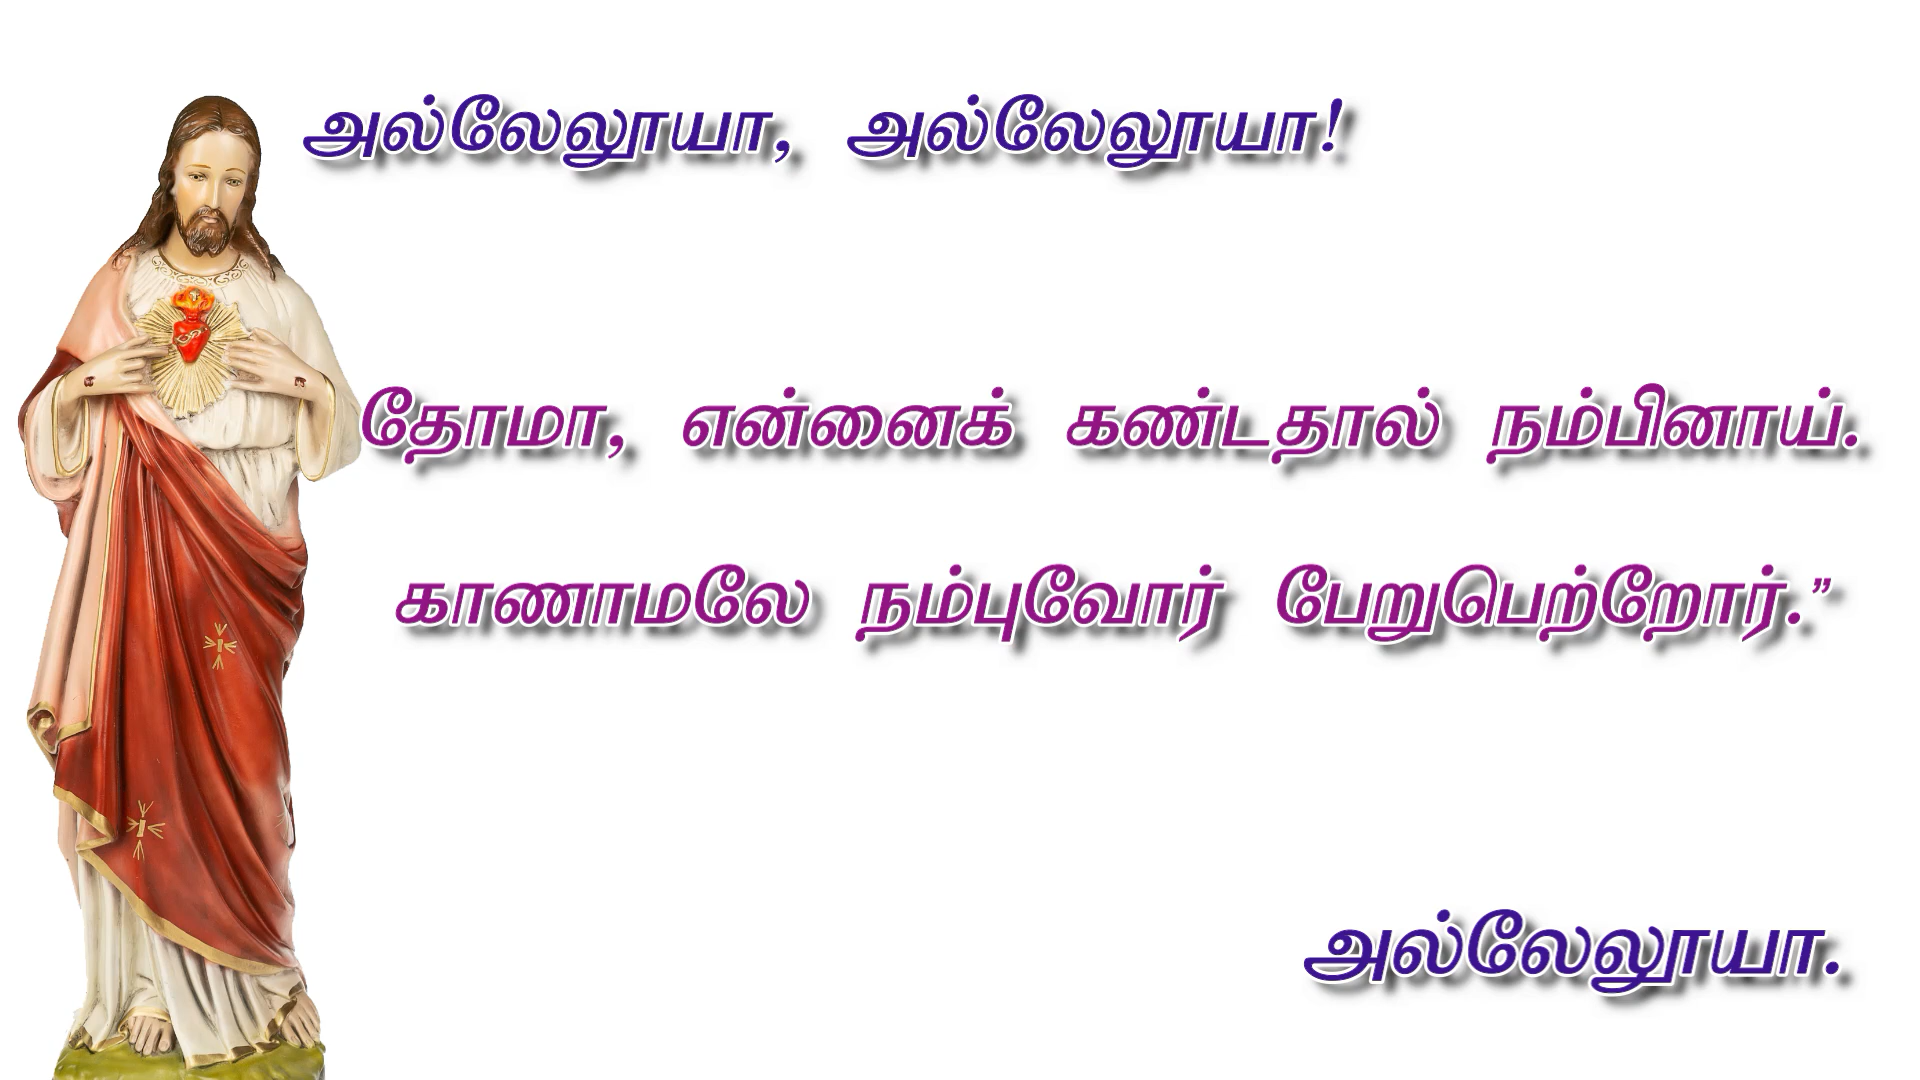 அல்லேலூயா, அல்லேலூயா!
தோமா, என்னைக் கண்டதால் நம்பினாய்.
காணாமலே நம்புவோர் பேறுபெற்றோர்.”
அல்லேலூயா.